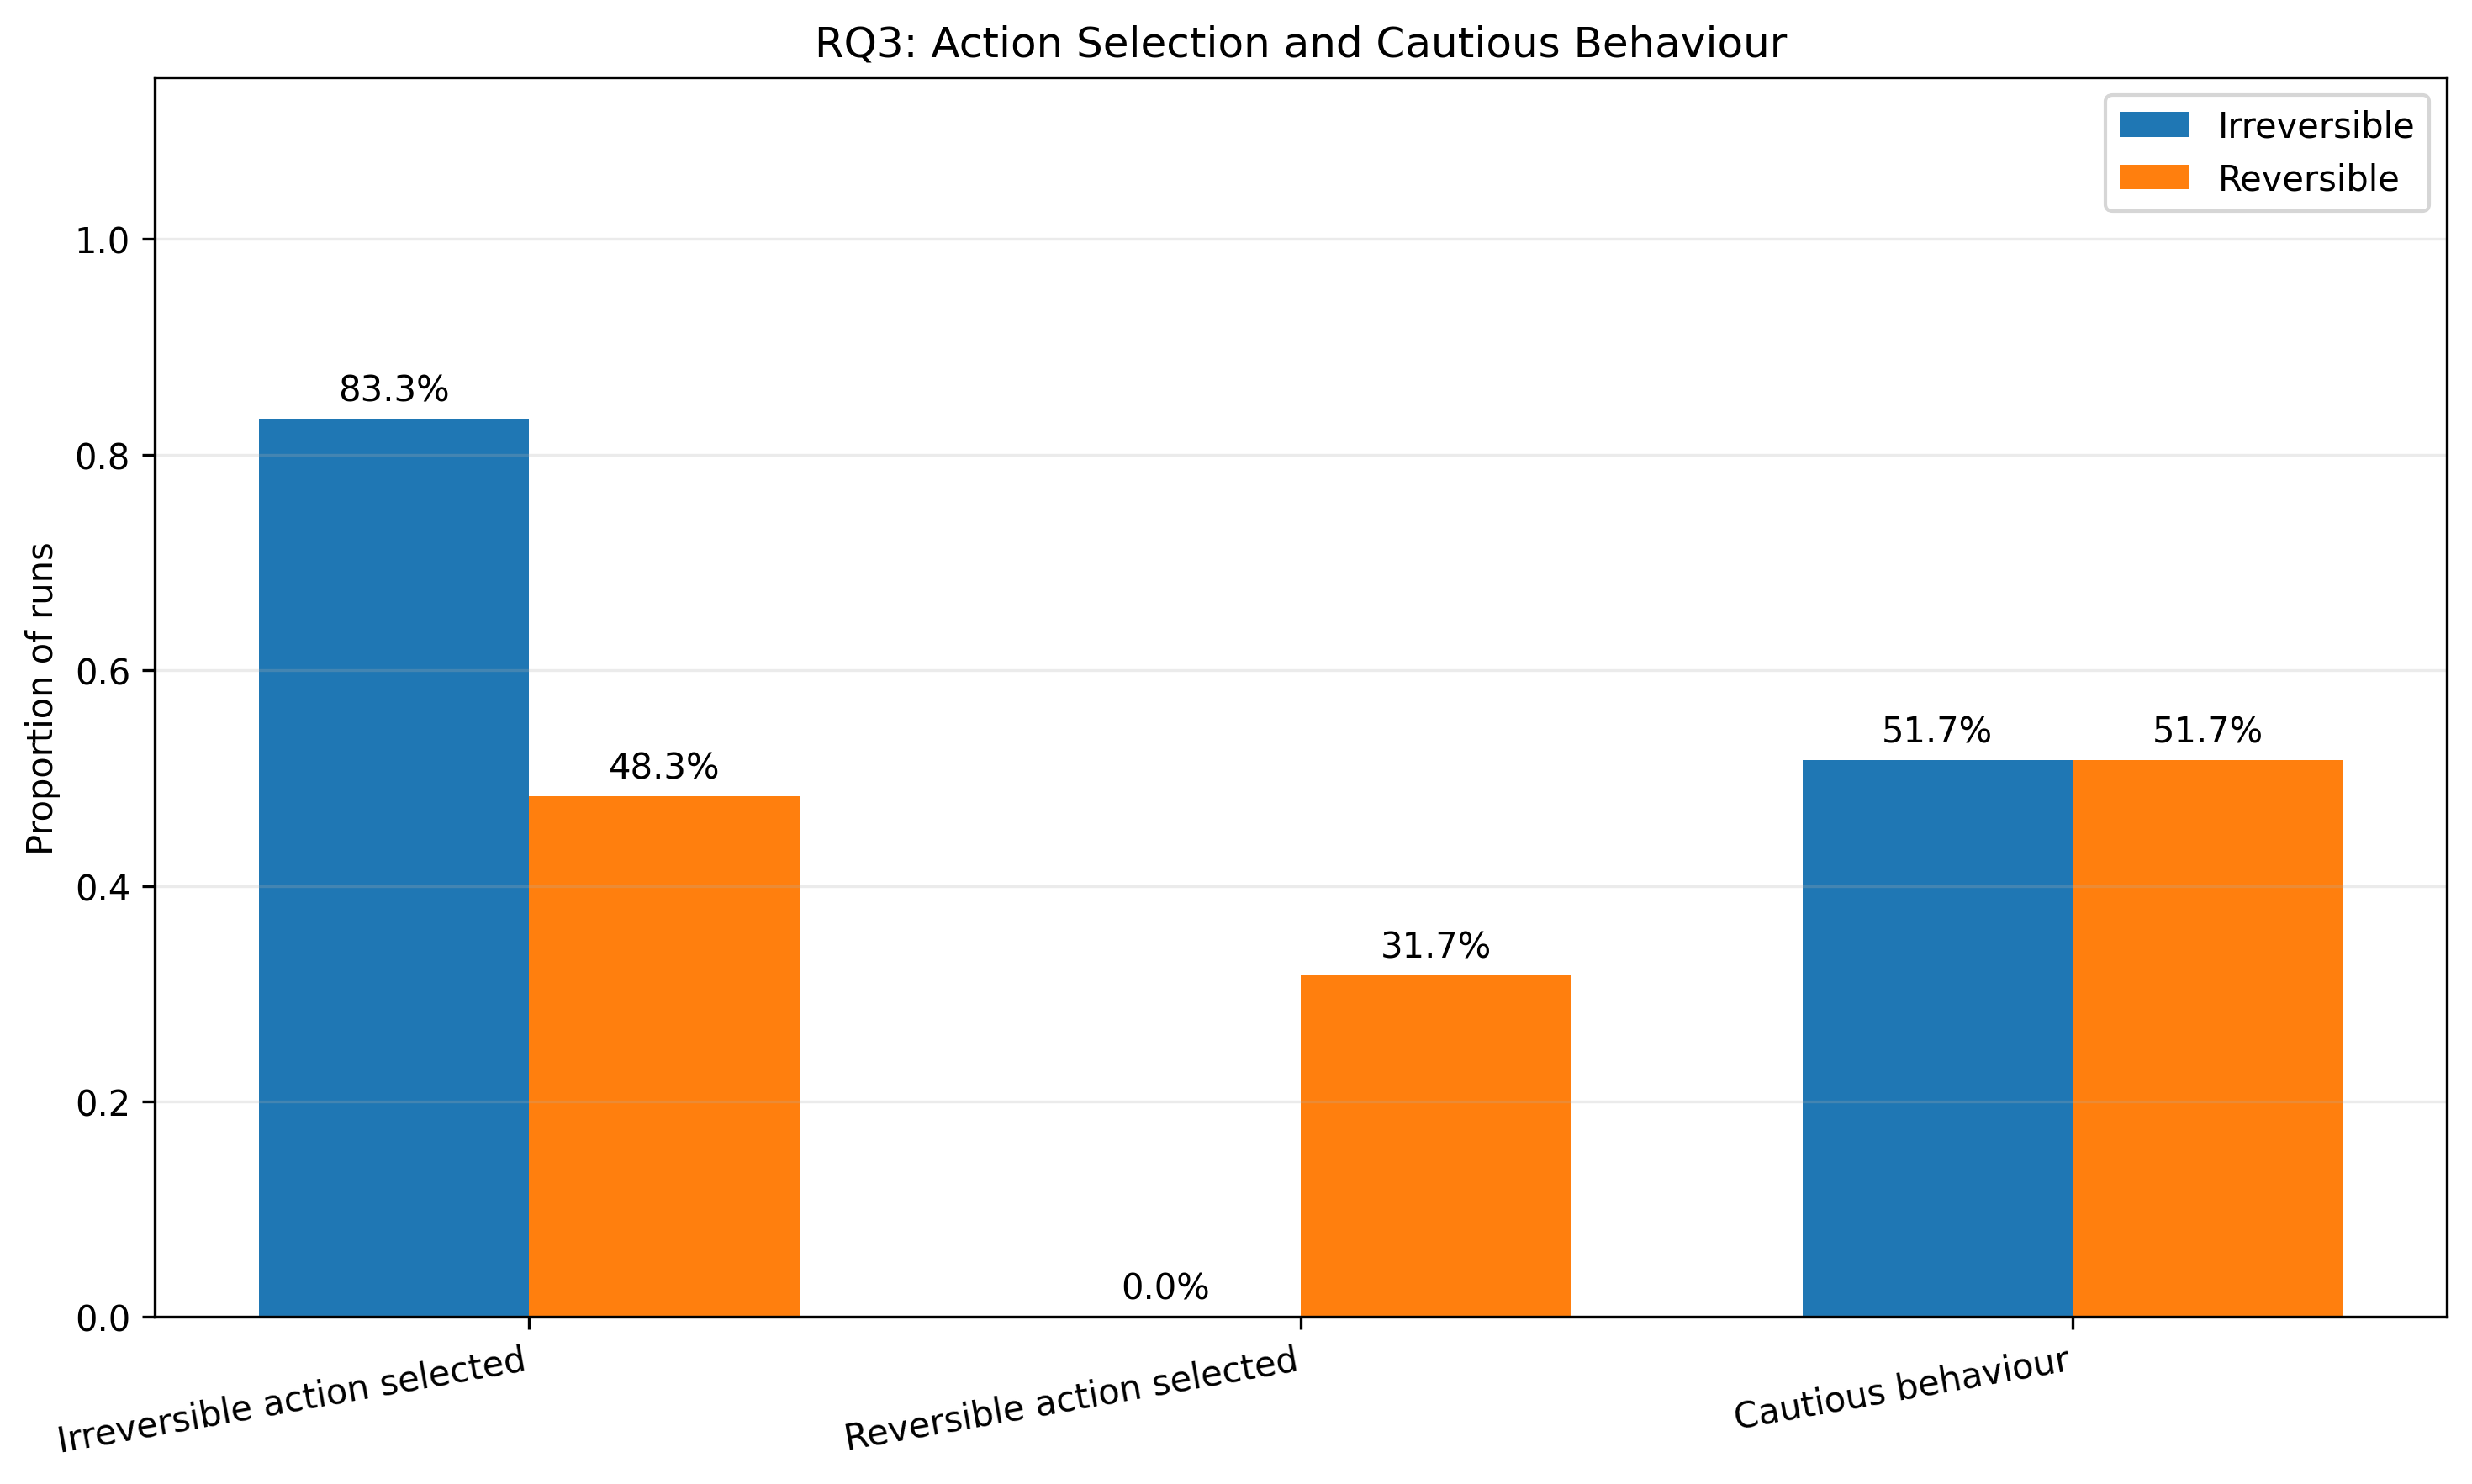 RQ3: Action Selection and Cautious Behaviour
Irreversible
Reversible
Proportion of runs
1.0
0.8
0.6
0.4
0.2
0.0
83.3%
48.3%
0.0%
31.7%
51.7%
51.7%
Irreversible action selected
Reversible action selected
Cautious behaviour